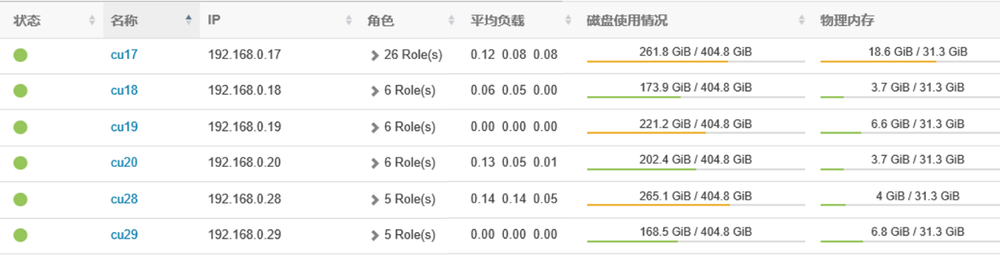 状态 名称 IP 角色 平均负载 磁盘使用情况 物理内存
cu17 192.168.0.17 26 Role(s) 0.12 0.08 0.08 261.8 GiB / 404.8 GiB 18.6 GiB / 31.3 GiB
cu18 192.168.0.18 6 Role(s) 0.06 0.05 0.00 173.9 GiB / 404.8 GiB 3.7 GiB / 31.3 GiB
cu19 192.168.0.19 6 Role(s) 0.00 0.00 0.00 221.2 GiB / 404.8 GiB 6.6 GiB / 31.3 GiB
cu20 192.168.0.20 6 Role(s) 0.13 0.05 0.01 202.4 GiB / 404.8 GiB 3.7 GiB / 31.3 GiB
cu28 192.168.0.28 5 Role(s) 0.14 0.14 0.05 265.1 GiB / 404.8 GiB 4 GiB / 31.3 GiB
cu29 192.168.0.29 5 Role(s) 0.00 0.00 0.00 168.5 GiB / 404.8 GiB 6.8 GiB / 31.3 GiB